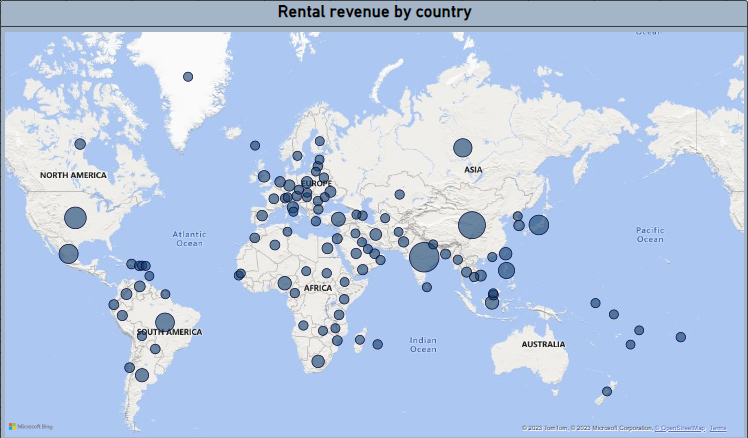 Rental revenue by country
Ocean
NORTH AMERICA
EUROPE
ASIA
Atlantic
Ocean
Pacific
Ocean
AFRICA
SOUTH AMERICA
Indian
Ocean
AUSTRALIA
Microsoft Bing
© 2023 TomTom, © 2023 Microsoft Corporation, © OpenStreetMap Terms